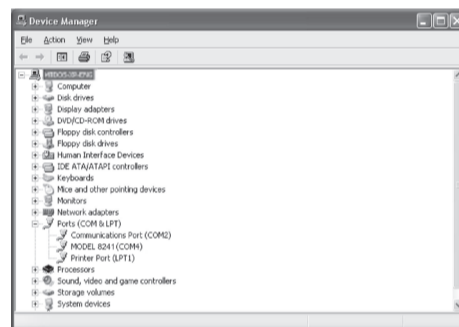 Device Manager
File Action View Help
Computer
Disk drives
Display adapters
DVD/CD-ROM drives
Floppy disk controllers
Floppy disk drives
Human Interface Devices
IDE ATA/ATAPI controllers
Keyboards
Mice and other pointing devices
Monitors
Network adapters
Ports (COM & LPT)
Communications Port (COM2)
MODEL 8241 (COM4)
Printer Port (LPT1)
Processors
Sound, video and game controllers
Storage volumes
System devices